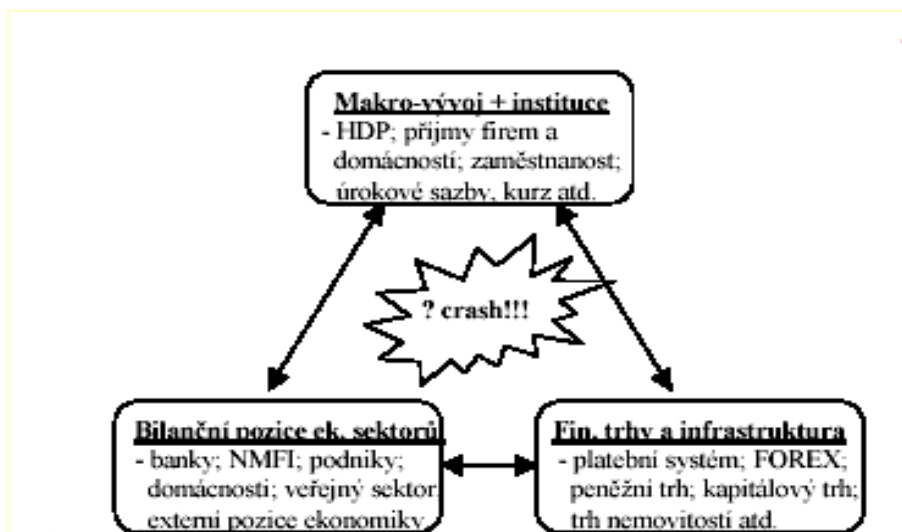 Makro-vývoj + instituce
- HDP; příjmy firem a
domácností; zaměstnanost;
úrokové sazby, kurz atd.
? crash!!!
Bilanční pozice ek. sektorů
- banky; NMFI; podniky;
domácnosti; veřejný sektor
externí pozice ekonomiky
Fin. trhy a infrastruktura
- platební systém; FOREX;
peněžní trh; kapitálový trh;
trh nemovitostí atd.